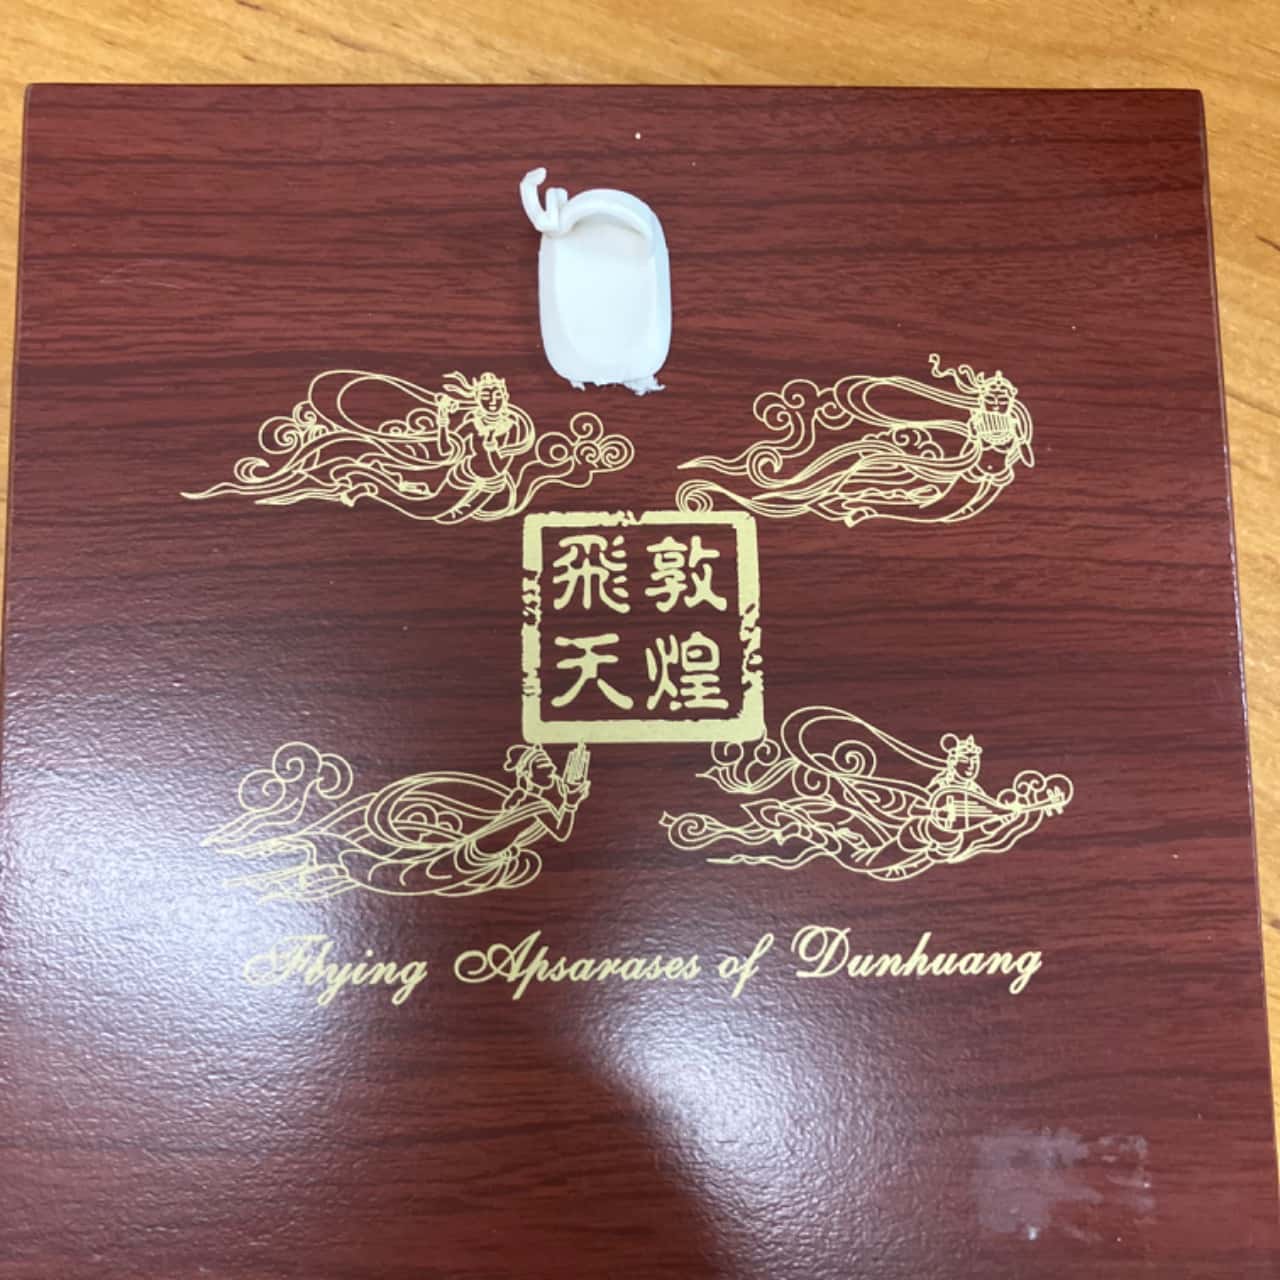 敦煌
飛天
Flying Apsarases of Dunhuang